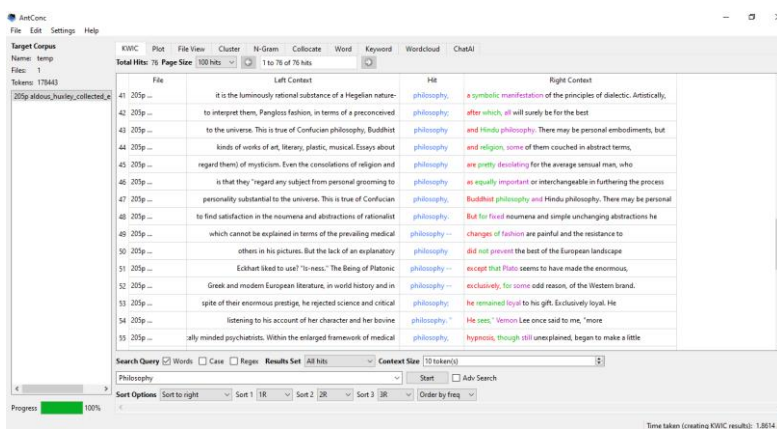 AntConc
File Edit Settings Help
Target Corpus
Name: temp
Files: 1
Tokens: 178443
205p aldous_huxley_collected_e
Progress 100%
KWIC Plot File View Cluster N-Gram Collocate Word Keyword Wordcloud ChatAI
Total Hits: 76 Page Size 100 hits 1 to 76 of 76 hits
File Left Context Hit Right Context
41 205p ... it is the luminously rational substance of a Hegelian nature- philosophy, a symbolic manifestation of the principles of dialectic. Artistically,
42 205p ... to interpret them, Pangloss fashion, in terms of a preconceived philosophy; after which, all will surely be for the best
43 205p ... to the universe. This is true of Confucian philosophy, Buddhist philosophy and Hindu philosophy. There may be personal embodiments, but
44 205p ... kinds of works of art, literary, plastic, musical. Essays about philosophy and religion, some of them couched in abstract terms,
45 205p ... regard them) of mysticism. Even the consolations of religion and philosophy are pretty desolating for the average sensual man, who
46 205p ... is that they "regard any subject from personal grooming to philosophy as equally important or interchangeable in furthering the process
47 205p ... personality substantial to the universe. This is true of Confucian philosophy, Buddhist philosophy and Hindu philosophy. There may be personal
48 205p ... to find satisfaction in the noumena and abstractions of rationalist philosophy. But for fixed noumena and simple unchanging abstractions he
49 205p ... which cannot be explained in terms of the prevailing medical philosophy -- changes of fashion are painful and the resistance to
50 205p ... others in his pictures. But the lack of an explanatory philosophy did not prevent the best of the European landscape
51 205p ... Eckhart liked to use? "Is-ness." The Being of Platonic philosophy -- except that Plato seems to have made the enormous,
52 205p ... Greek and modern European literature, in world history and in philosophy -- exclusively, for some odd reason, of the Western brand.
53 205p ... spite of their enormous prestige, he rejected science and critical philosophy; he remained loyal to his gift. Exclusively loyal. He
54 205p ... listening to his account of her character and her bovine philosophy. " He sees," Vernon Lee once said to me, "more
55 205p ... cally minded psychiatrists. Within the enlarged framework of medical philosophy, hypnosis, though still unexplained, began to make a little
Search Query Words Case Regex Results Set All hits Context Size 10 token(s)
Philosophy Start Adv Search
Sort Options Sort to right Sort 1 1R Sort 2 2R Sort 3 3R Order by freq
Time taken (creating KWIC results): 1.8614